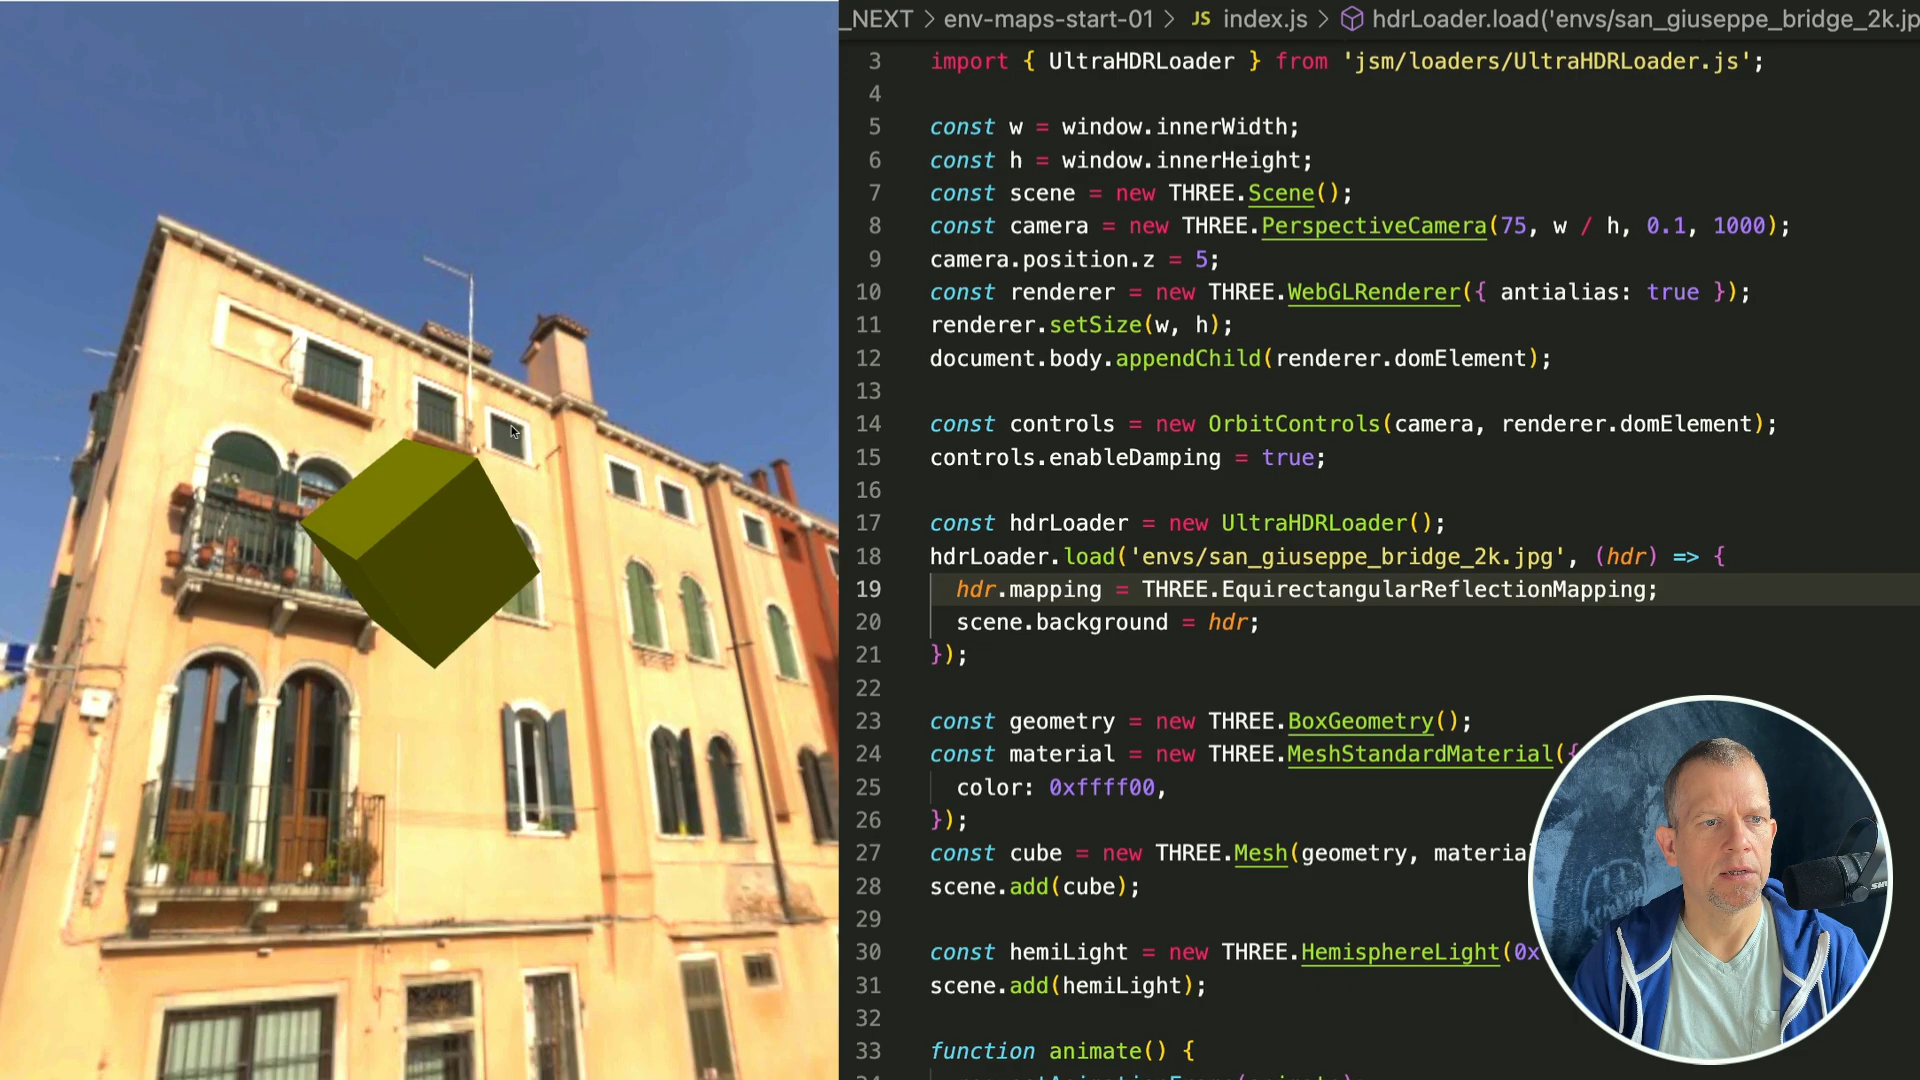 _NEXT > env-maps-start-01 > JS index.js > hdrLoader.load('envs/san_giuseppe_bridge_2k.jp
3 import { UltraHDRLoader } from 'jsm/loaders/UltraHDRLoader.js';
4
5 const w = window.innerWidth;
6 const h = window.innerHeight;
7 const scene = new THREE.Scene();
8 const camera = new THREE.PerspectiveCamera(75, w / h, 0.1, 1000);
9 camera.position.z = 5;
10 const renderer = new THREE.WebGLRenderer({ antialias: true });
11 renderer.setSize(w, h);
12 document.body.appendChild(renderer.domElement);
13
14 const controls = new OrbitControls(camera, renderer.domElement);
15 controls.enableDamping = true;
16
17 const hdrLoader = new UltraHDRLoader();
18 hdrLoader.load('envs/san_giuseppe_bridge_2k.jpg', (hdr) => {
19 hdr.mapping = THREE.EquirectangularReflectionMapping;
20 scene.background = hdr;
21 });
22
23 const geometry = new THREE.BoxGeometry();
24 const material = new THREE.MeshStandardMaterial({
25 color: 0xffff00,
26 });
27 const cube = new THREE.Mesh(geometry, materia
28 scene.add(cube);
29
30 const hemiLight = new THREE.HemisphereLight(0x
31 scene.add(hemiLight);
32
33 function animate() {